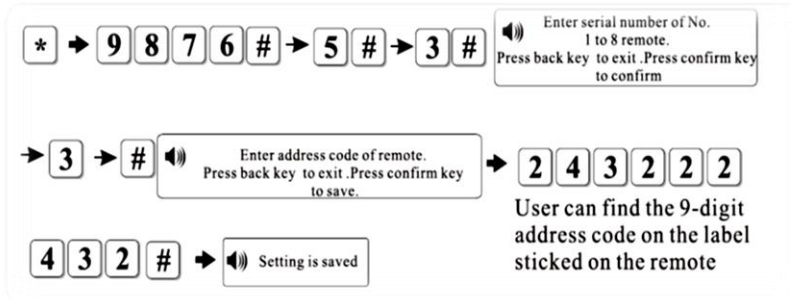 * 9 8 7 6 # 5 # 3 #
Enter serial number of No.
1 to 8 remote.
Press back key to exit .Press confirm key
to confirm
3 #
Enter address code of remote.
Press back key to exit .Press confirm key
to save.
2 4 3 2 2 2
User can find the 9-digit
address code on the label
sticked on the remote
4 3 2 #
Setting is saved